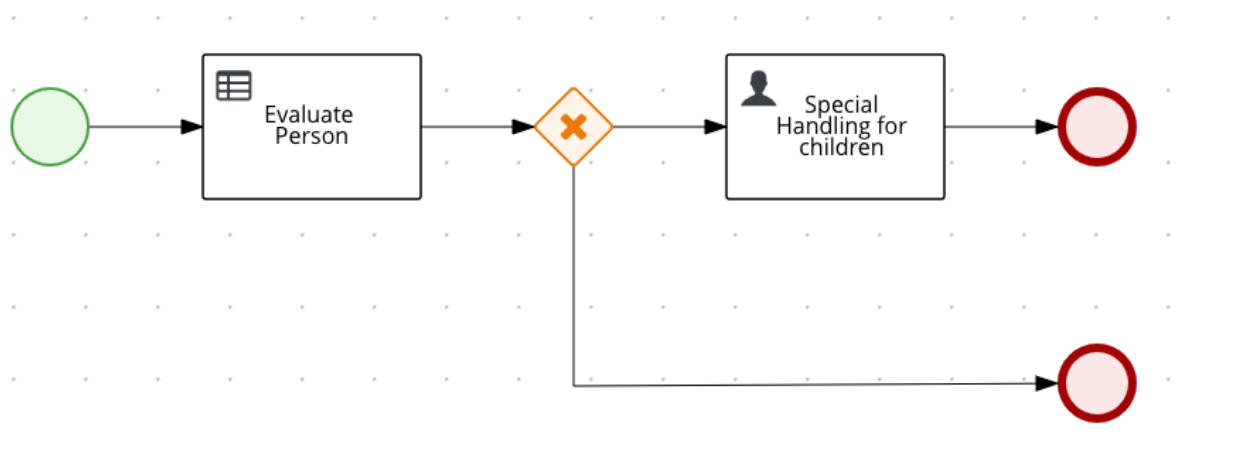 Evaluate
Person
Special
Handling for
children